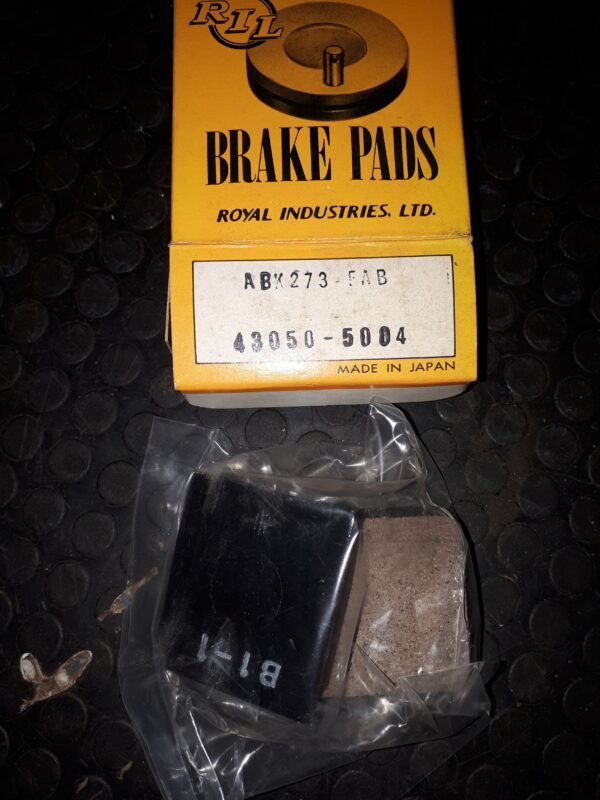 RIL
BRAKE PADS
ROYAL INDUSTRIES, LTD.
ABK273-FAB
43050-5004
MADE IN JAPAN
B1-1